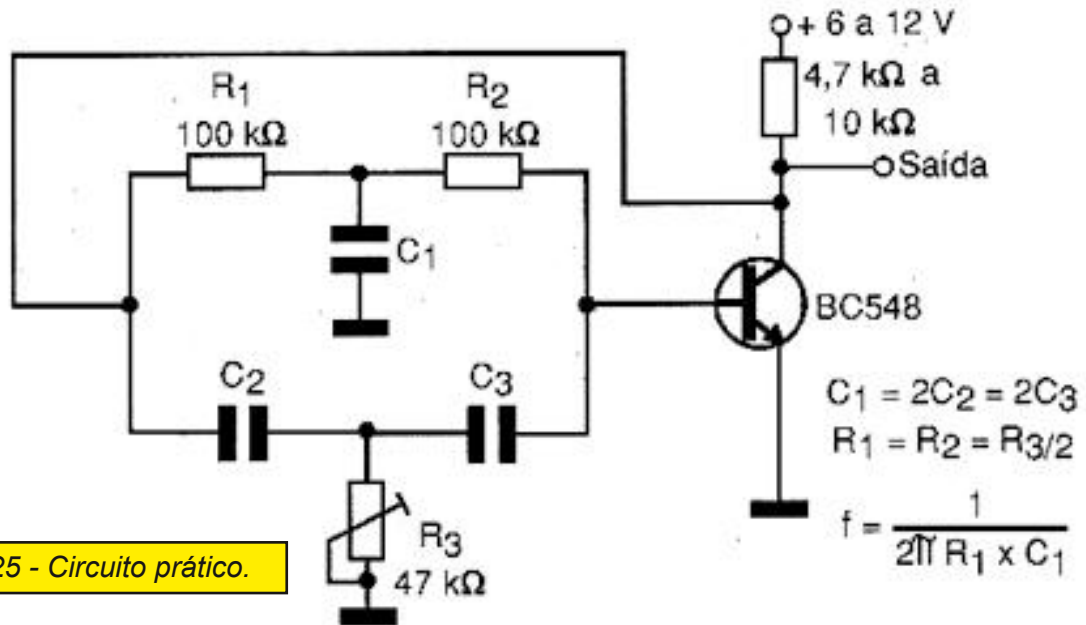 + 6 a 12 V
4,7 kΩ a
10 kΩ
Saída
R1
100 kΩ
R2
100 kΩ
C1
BC548
C2
C3
R3
47 kΩ
C1 = 2C2 = 2C3
R1 = R2 = R3/2
f = 1
2π R1 x C1
25 - Circuito prático.